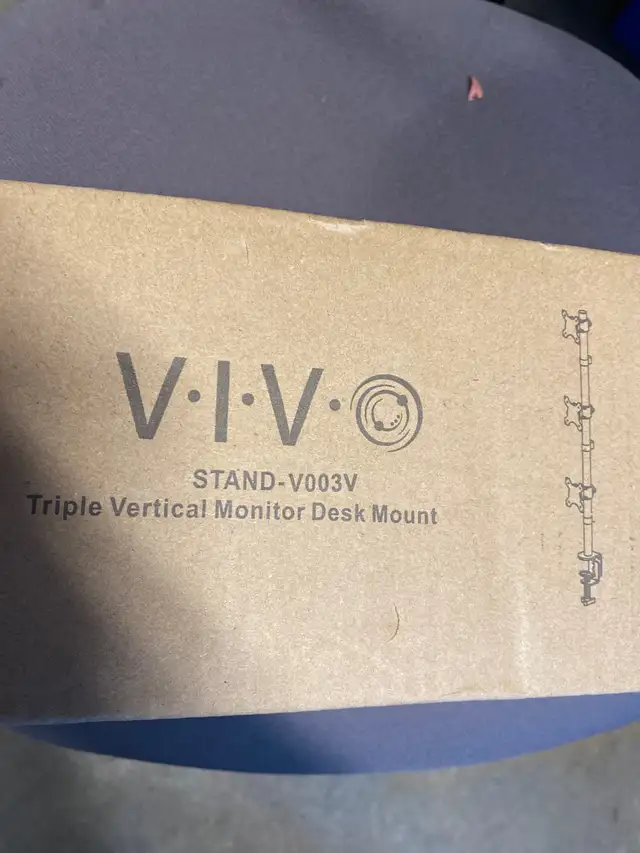 V·I·V·O
STAND-V003V
Triple Vertical Monitor Desk Mount